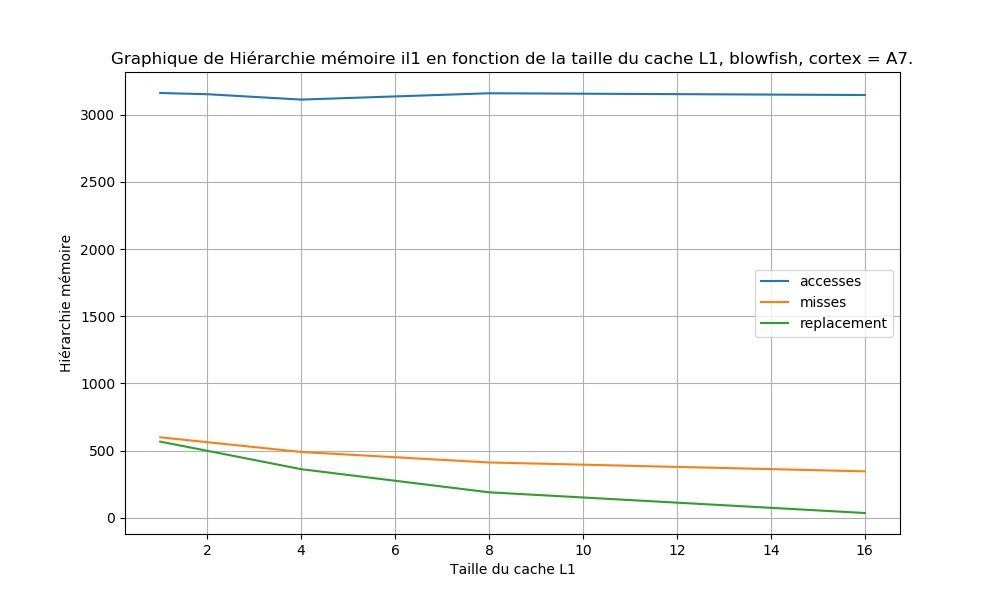 Graphique de Hiérarchie mémoire il1 en fonction de la taille du cache L1, blowfish, cortex = A7.
3000
2500
2000
1500
1000
500
0
Hiérarchie mémoire
accesses
misses
replacement
2 4 6 8 10 12 14 16
Taille du cache L1